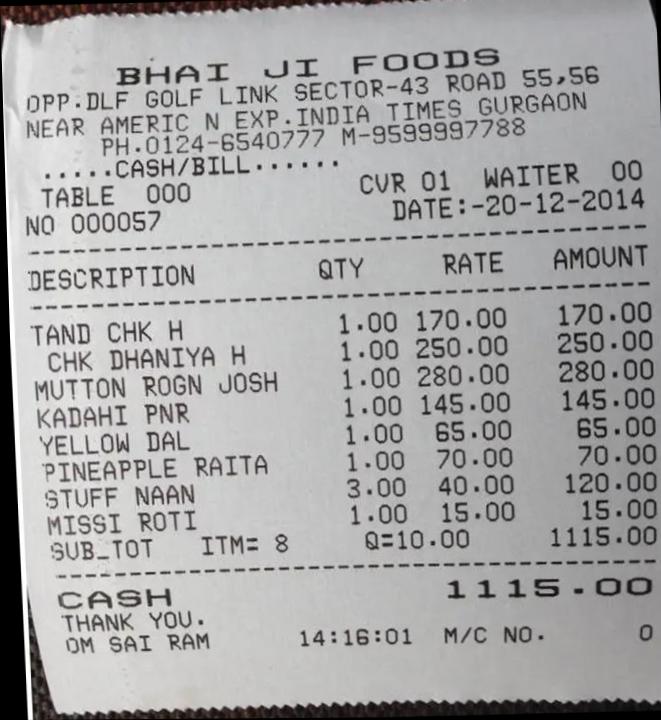 BHAI JI FOODS
OPP.DLF GOLF LINK SECTOR-43 ROAD 55,56
NEAR AMERIC N EXP.INDIA TIMES GURGAON
PH.0124-6540777 M-9599997788
.....CASH/BILL......
TABLE 000 CVR 01 WAITER 00
NO 000057 DATE:-20-12-2014
DESCRIPTION QTY RATE AMOUNT
TAND CHK H 1.00 170.00 170.00
CHK DHANIYA H 1.00 250.00 250.00
MUTTON ROGN JOSH 1.00 280.00 280.00
KADAHI PNR 1.00 145.00 145.00
YELLOW DAL 1.00 65.00 65.00
PINEAPPLE RAITA 1.00 70.00 70.00
STUFF NAAN 3.00 40.00 120.00
MISSI ROTI 1.00 15.00 15.00
SUB_TOT ITM= 8 Q=10.00 1115.00
CASH 1115.00
THANK YOU.
OM SAI RAM 14:16:01 M/C NO. 0